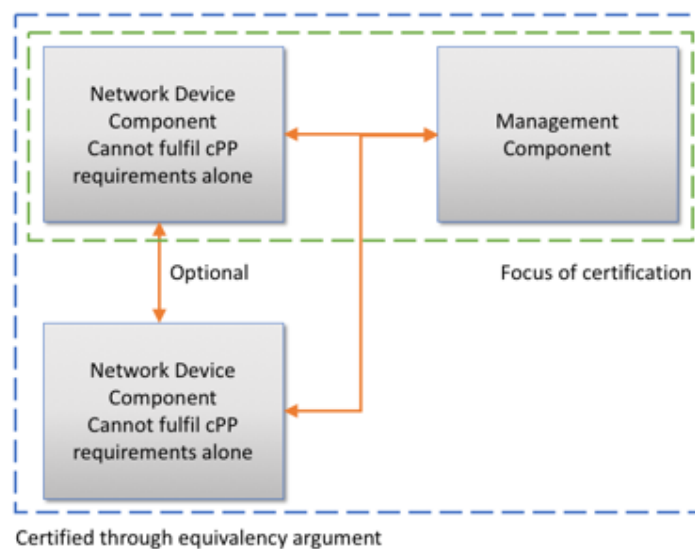 Network Device
Component
Cannot fulfil cPP
requirements alone
Management
Component
Optional
Focus of certification
Network Device
Component
Cannot fulfil cPP
requirements alone
Certified through equivalency argument